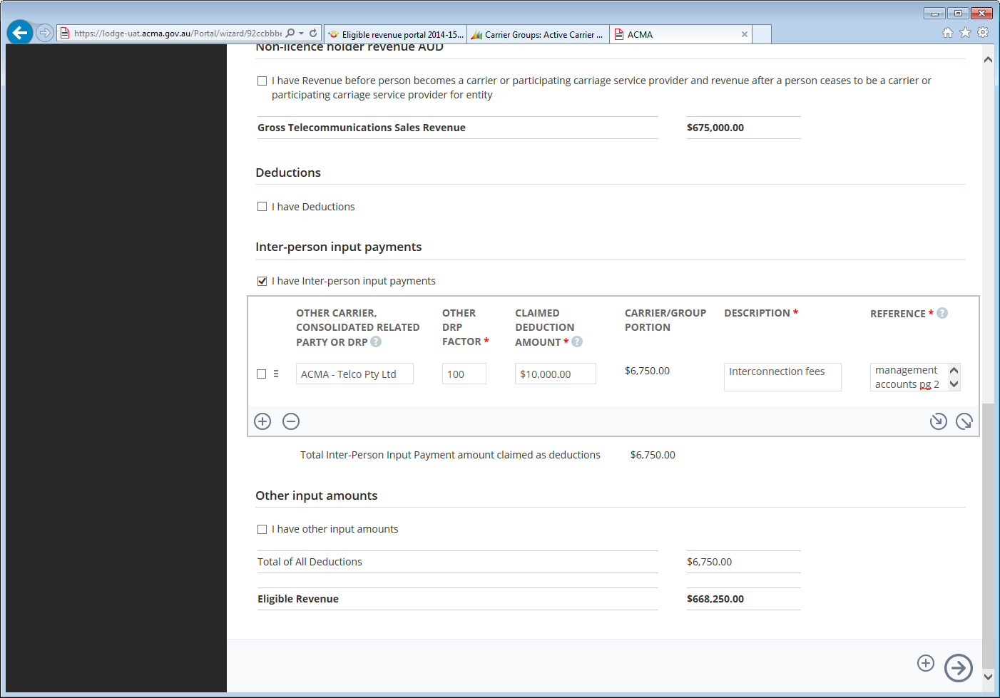 https://lodge-uat.acma.gov.au/Portal/wizard/92ccbbb
Eligible revenue portal 2014-15...
Carrier Groups: Active Carrier ...
ACMA
Non-licence holder revenue AUD
I have Revenue before person becomes a carrier or participating carriage service provider and revenue after a person ceases to be a carrier or
participating carriage service provider for entity
Gross Telecommunications Sales Revenue $675,000.00
Deductions
I have Deductions
Inter-person input payments
I have Inter-person input payments
OTHER CARRIER, OTHER CLAIMED CARRIER/GROUP DESCRIPTION * REFERENCE * ?
CONSOLIDATED RELATED DRP DEDUCTION PORTION
PARTY OR DRP ? FACTOR * AMOUNT * ?
ACMA - Telco Pty Ltd 100 $10,000.00 $6,750.00 Interconnection fees management
accounts pg 2
Total Inter-Person Input Payment amount claimed as deductions $6,750.00
Other input amounts
I have other input amounts
Total of All Deductions $6,750.00
Eligible Revenue $668,250.00